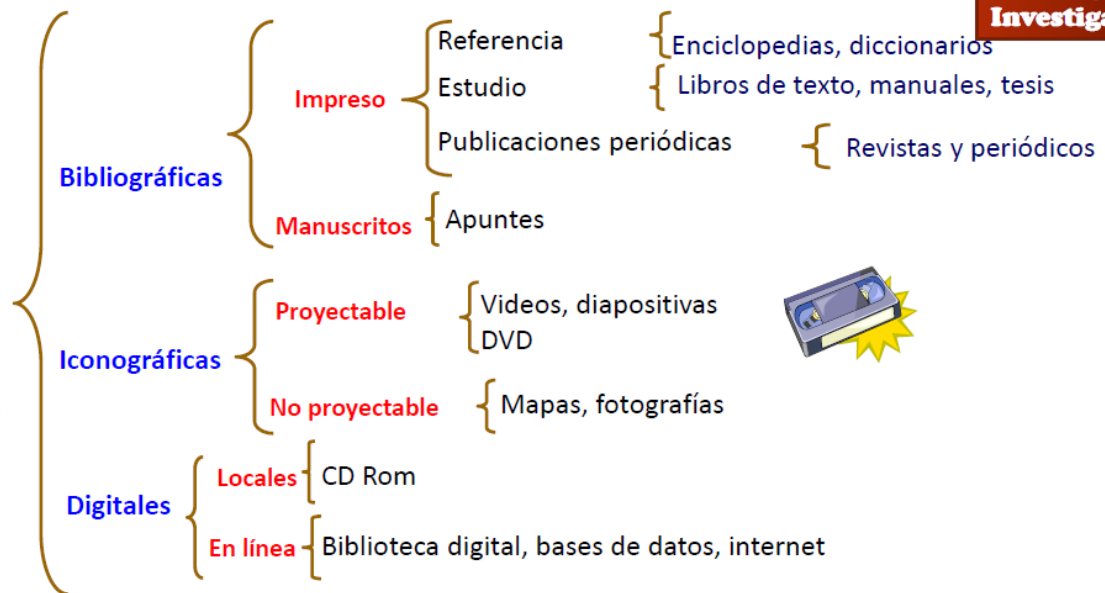 Investiga
Referencia
Enciclopedias, diccionarios
Impreso
Estudio
Libros de texto, manuales, tesis
Publicaciones periódicas
Revistas y periódicos
Bibliográficas
Manuscritos
Apuntes
Proyectable
Videos, diapositivas
DVD
Iconográficas
No proyectable
Mapas, fotografías
Locales
CD Rom
Digitales
En línea
Biblioteca digital, bases de datos, internet